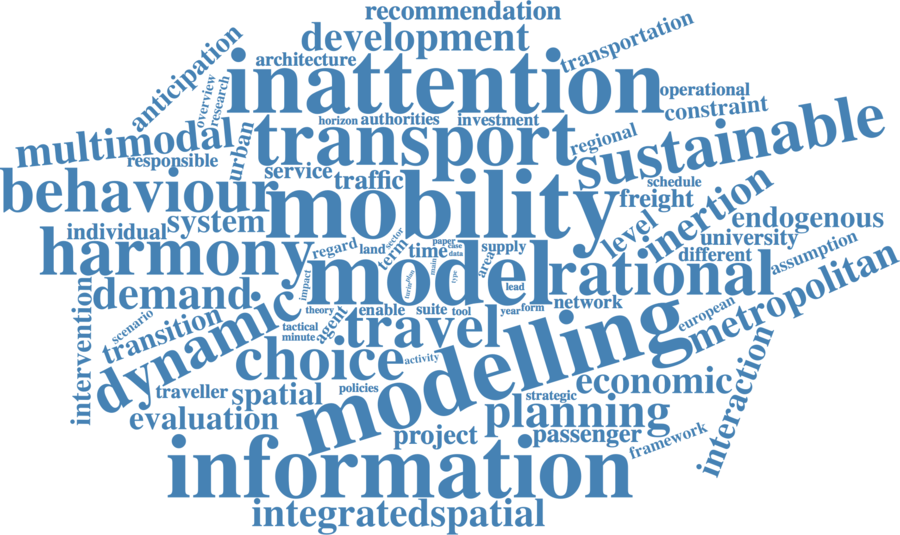 recommendation
development
transportation
anticipation
architecture
inattention
overview
research
operational
constraint
horizon
authorities
investment
multimodal
urban
transport
regional
sustainable
responsible
service
traffic
schedule
behaviour
mobility
freight
inertion
individual
system
level
endogenous
university
harmony
regard
land
sector
term
time
paper
case
data
supply
area
different
assumption
model
rational
metropolitan
impact
main
type
plan
lead
demand
dynamic
intervention
scenario
transition
theory
enable
suite
tool
year
form
network
european
tactical
minute
agent
travel
modelling
choice
activity
interaction
economic
traveller
spatial
policies
strategic
evaluation
planning
project
passenger
framework
information
integratedspatial